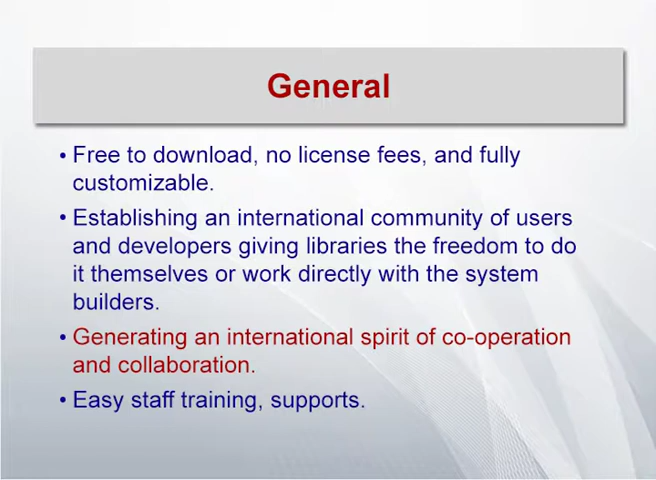 General
• Free to download, no license fees, and fully
customizable.
• Establishing an international community of users
and developers giving libraries the freedom to do
it themselves or work directly with the system
builders.
• Generating an international spirit of co-operation
and collaboration.
• Easy staff training, supports.